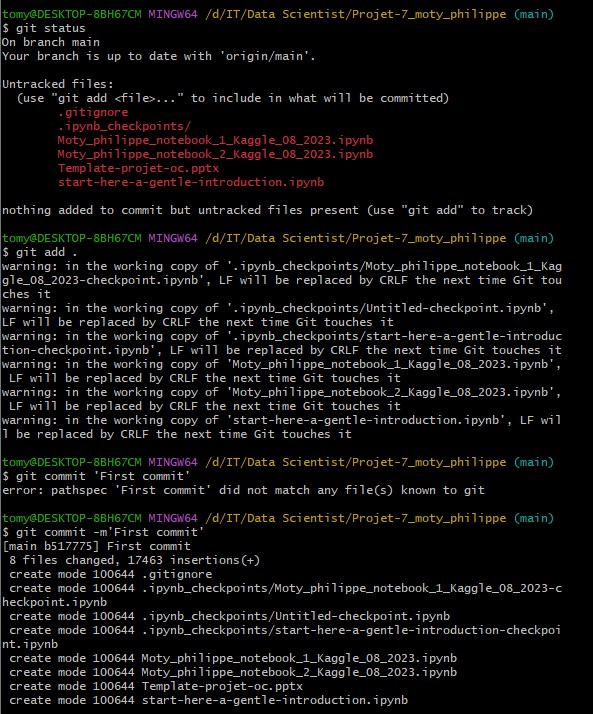 tomy@DESKTOP-8BH67CM MINGW64 /d/IT/Data Scientist/Projet-7_moty_philippe (main)
$ git status
On branch main
Your branch is up to date with 'origin/main'.
Untracked files:
(use "git add <file>..." to include in what will be committed)
.gitignore
.ipynb_checkpoints/
Moty_philippe_notebook_1_Kaggle_08_2023.ipynb
Moty_philippe_notebook_2_Kaggle_08_2023.ipynb
Template-projet-oc.pptx
start-here-a-gentle-introduction.ipynb
nothing added to commit but untracked files present (use "git add" to track)
tomy@DESKTOP-8BH67CM MINGW64 /d/IT/Data Scientist/Projet-7_moty_philippe (main)
$ git add .
warning: in the working copy of '.ipynb_checkpoints/Moty_philippe_notebook_1_Kag
gle_08_2023-checkpoint.ipynb', LF will be replaced by CRLF the next time Git tou
ches it
warning: in the working copy of '.ipynb_checkpoints/Untitled-checkpoint.ipynb',
LF will be replaced by CRLF the next time Git touches it
warning: in the working copy of '.ipynb_checkpoints/start-here-a-gentle-introduc
tion-checkpoint.ipynb', LF will be replaced by CRLF the next time Git touches it
warning: in the working copy of 'Moty_philippe_notebook_1_Kaggle_08_2023.ipynb',
LF will be replaced by CRLF the next time Git touches it
warning: in the working copy of 'Moty_philippe_notebook_2_Kaggle_08_2023.ipynb',
LF will be replaced by CRLF the next time Git touches it
warning: in the working copy of 'start-here-a-gentle-introduction.ipynb', LF wil
l be replaced by CRLF the next time Git touches it
tomy@DESKTOP-8BH67CM MINGW64 /d/IT/Data Scientist/Projet-7_moty_philippe (main)
$ git commit 'First commit'
error: pathspec 'First commit' did not match any file(s) known to git
tomy@DESKTOP-8BH67CM MINGW64 /d/IT/Data Scientist/Projet-7_moty_philippe (main)
$ git commit -m'First commit'
[main b517775] First commit
8 files changed, 17463 insertions(+)
create mode 100644 .gitignore
create mode 100644 .ipynb_checkpoints/Moty_philippe_notebook_1_Kaggle_08_2023-c
heckpoint.ipynb
create mode 100644 .ipynb_checkpoints/Untitled-checkpoint.ipynb
create mode 100644 .ipynb_checkpoints/start-here-a-gentle-introduction-checkpoi
nt.ipynb
create mode 100644 Moty_philippe_notebook_1_Kaggle_08_2023.ipynb
create mode 100644 Moty_philippe_notebook_2_Kaggle_08_2023.ipynb
create mode 100644 Template-projet-oc.pptx
create mode 100644 start-here-a-gentle-introduction.ipynb